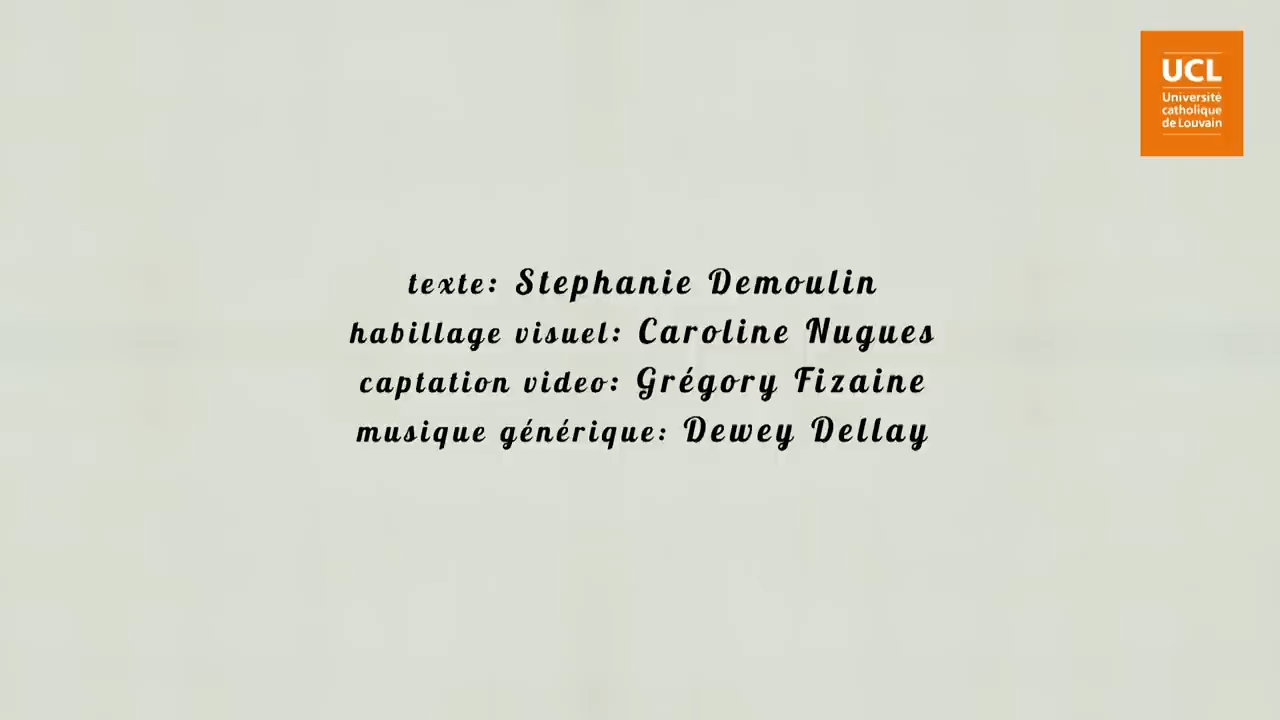 UCL
Université
catholique
de Louvain
texte: Stephanie Demoulin
habillage visuel: Caroline Nugues
captation video: Grégory Fizaine
musique générique: Dewey Dellay